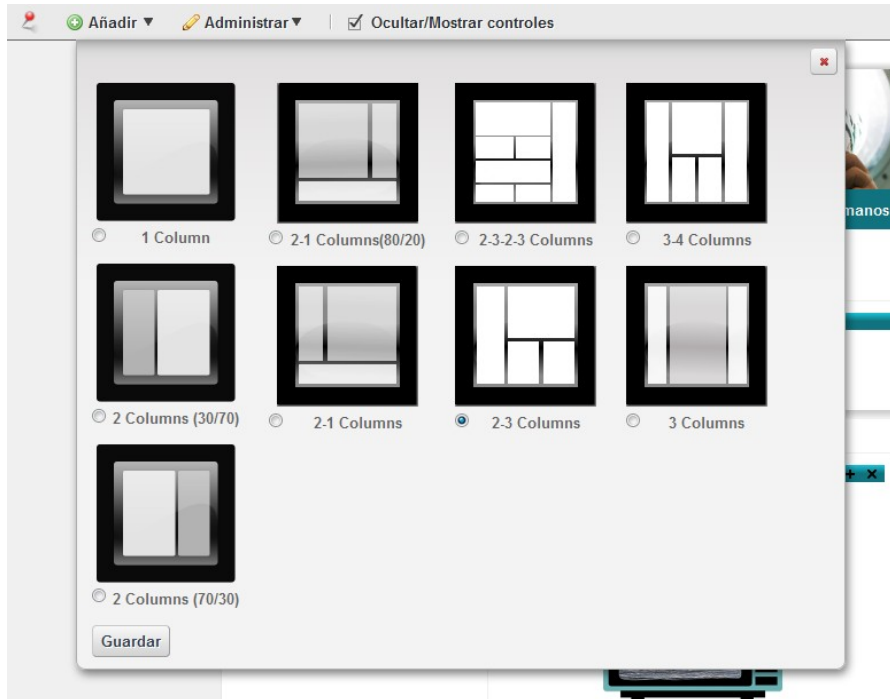 Añadir ▼ Administrar ▼ Ocultar/Mostrar controles
1 Column
2-1 Columns(80/20)
2-3-2-3 Columns
3-4 Columns
manos
2 Columns (30/70)
2-1 Columns
2-3 Columns
3 Columns
2 Columns (70/30)
Guardar